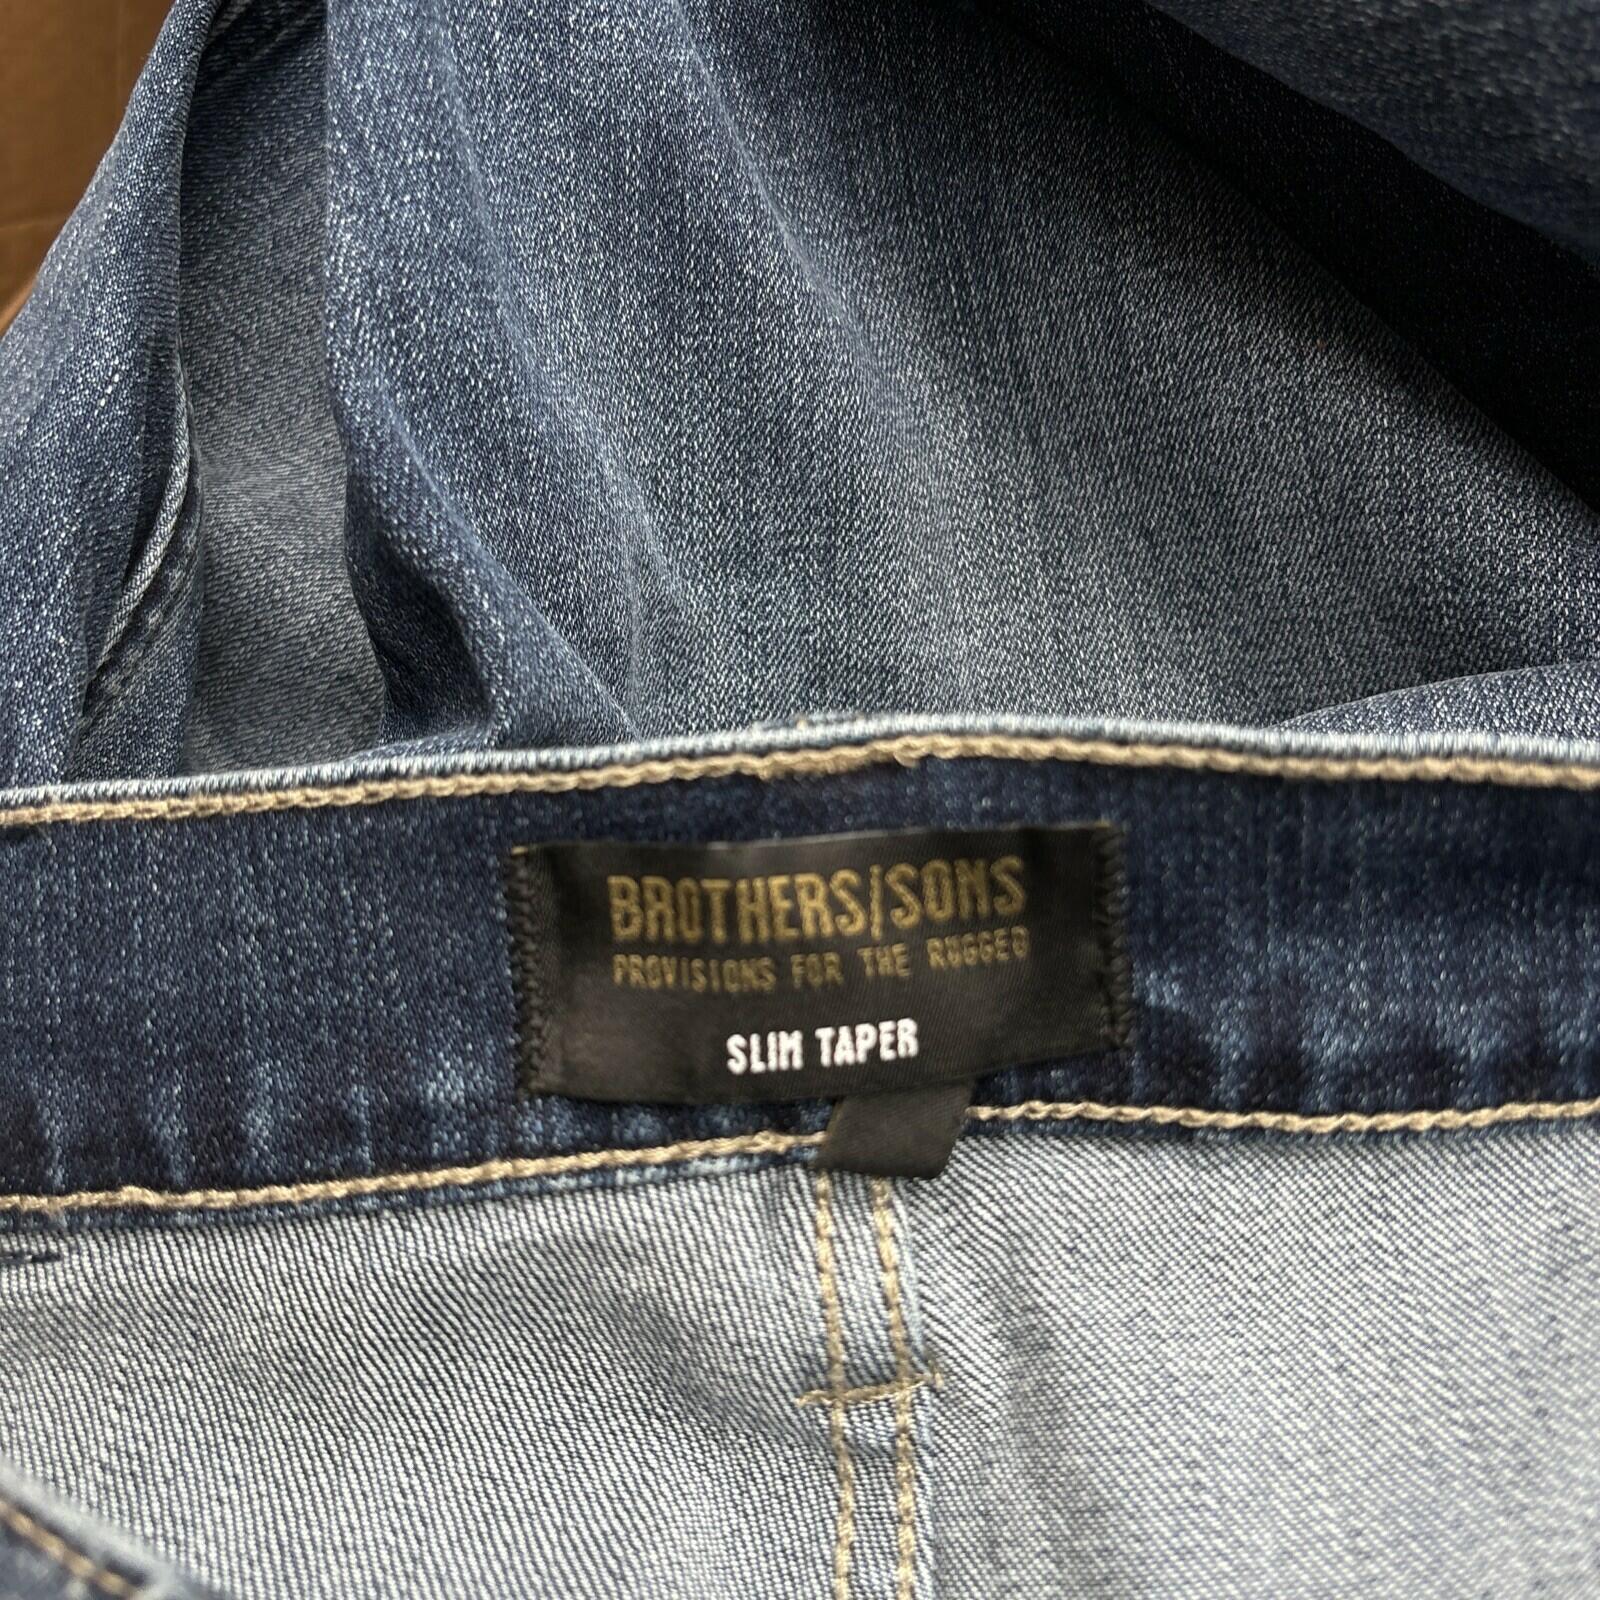 BROTHERS/SONS
PROVISIONS FOR THE RUGGED
SLIM TAPER